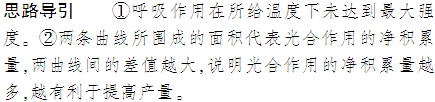 思路导引　①呼吸作用在所给温度下未达到最大强
度。②两条曲线所围成的面积代表光合作用的净积累
量,两曲线间的差值越大,说明光合作用的净积累量越
多,越有利于提高产量。